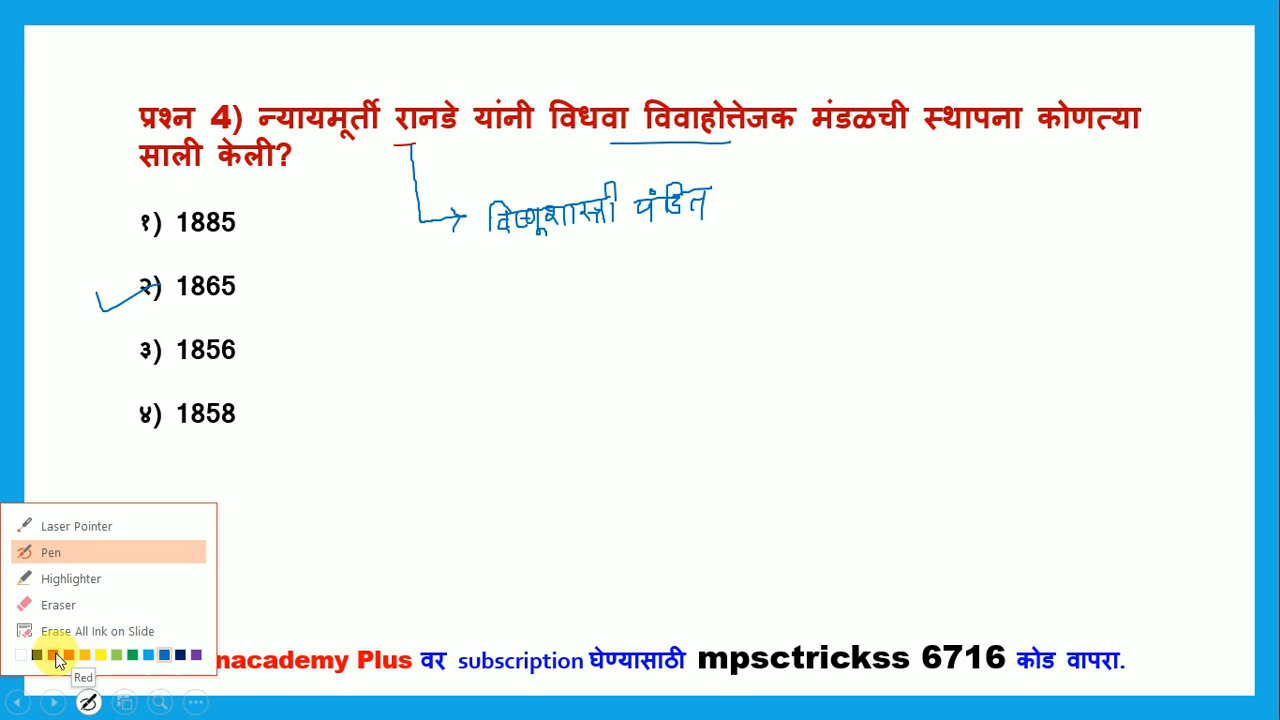 प्रश्न 4) न्यायमूर्ती रानडे यांनी विधवा विवाहोत्तेजक मंडळची स्थापना कोणत्या
साली केली?
विष्णूशास्त्री पंडित
१) 1885
२) 1865
३) 1856
४) 1858
Laser Pointer
Pen
Highlighter
Eraser
Erase All Ink on Slide
nacademy Plus वर subscription घेण्यासाठी mpsctrickss 6716 कोड वापरा.
Red